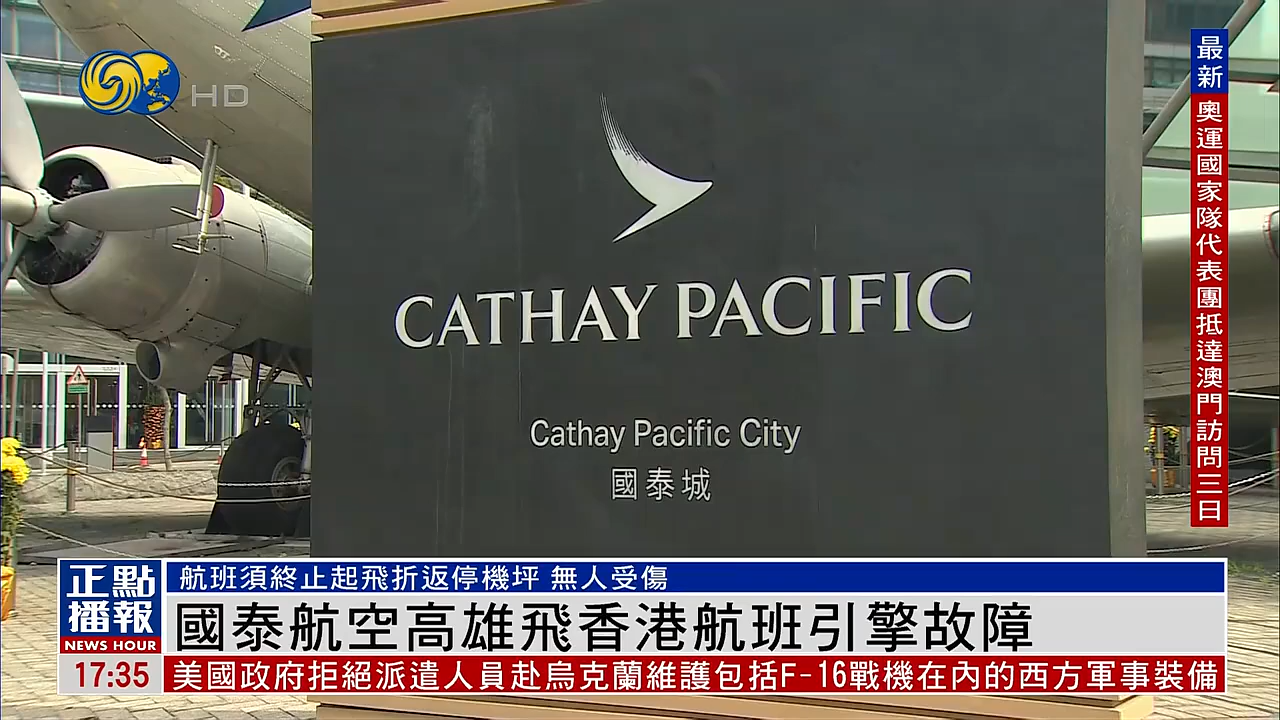 HD
CATHAY PACIFIC
Cathay Pacific City
國泰城
最新
奧運國家隊代表團抵達澳門訪問三日
正點播報
NEWS HOUR
航班須終止起飛折返停機坪 無人受傷
國泰航空高雄飛香港航班引擎故障
17:35
美國政府拒絕派遣人員赴烏克蘭維護包括F-16戰機在內的西方軍事裝備